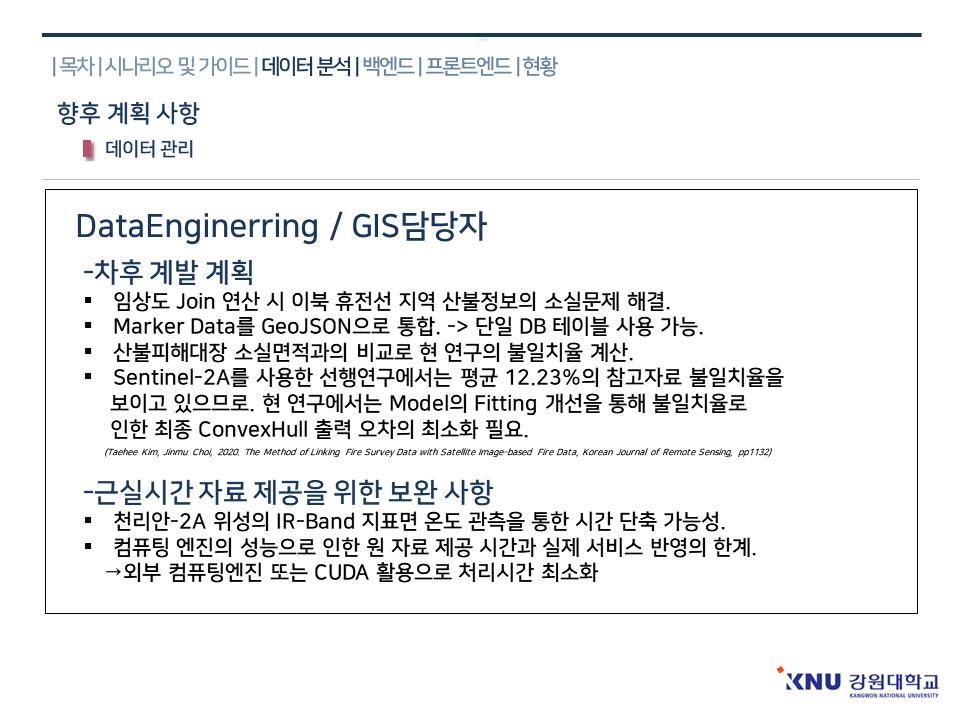 | 목차 | 시나리오 및 가이드 | 데이터 분석 | 백엔드 | 프론트엔드 | 현황
향후 계획 사항
데이터 관리
DataEnginerring / GIS담당자
-차후 계발 계획
▪ 임상도 Join 연산 시 이북 휴전선 지역 산불정보의 소실문제 해결.
▪ Marker Data를 GeoJSON으로 통합. -> 단일 DB 테이블 사용 가능.
▪ 산불피해대장 소실면적과의 비교로 현 연구의 불일치율 계산.
▪ Sentinel-2A를 사용한 선행연구에서는 평균 12.23%의 참고자료 불일치율을
보이고 있으므로. 현 연구에서는 Model의 Fitting 개선을 통해 불일치율로
인한 최종 ConvexHull 출력 오차의 최소화 필요.
(Taehee Kim, Jinmu Choi, 2020. The Method of Linking Fire Survey Data with Satellite Image-based Fire Data, Korean Journal of Remote Sensing, pp1132)
-근실시간 자료 제공을 위한 보완 사항
▪ 천리안-2A 위성의 IR-Band 지표면 온도 관측을 통한 시간 단축 가능성.
▪ 컴퓨팅 엔진의 성능으로 인한 원 자료 제공 시간과 실제 서비스 반영의 한계.
→외부 컴퓨팅엔진 또는 CUDA 활용으로 처리시간 최소화
KNU 강원대학교
KANGWON NATIONAL UNIVERSITY